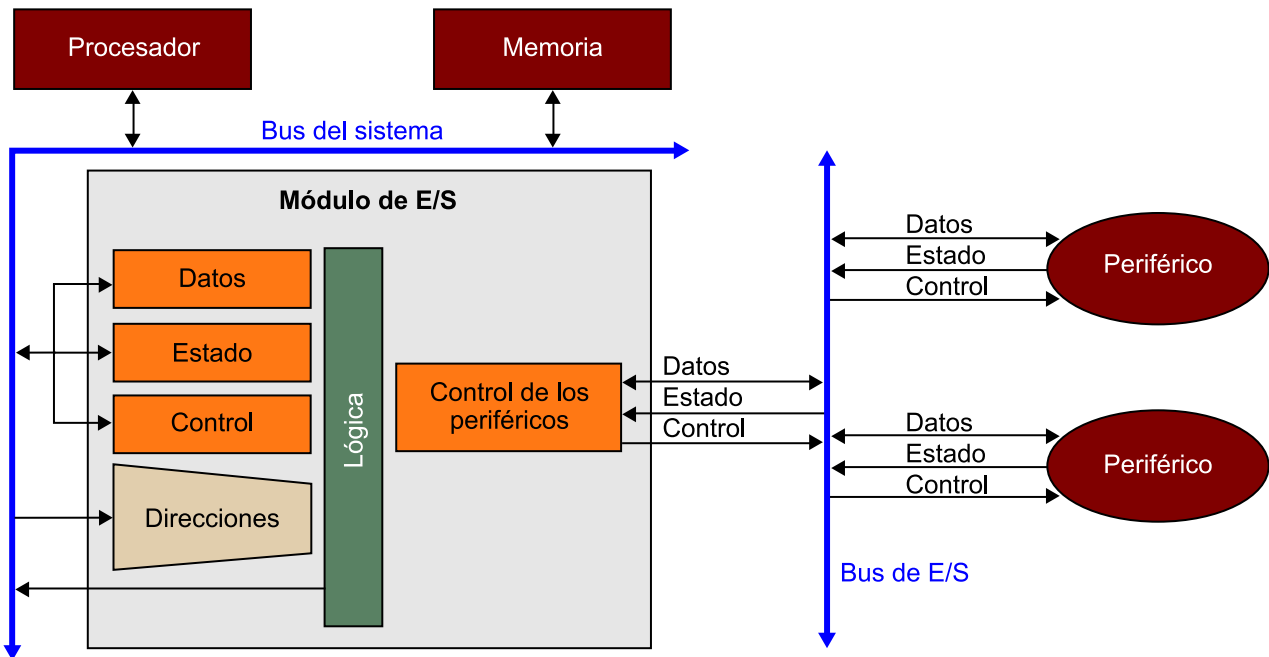 Procesador
Memoria
Bus del sistema
Módulo de E/S
Datos
Estado
Control
Direcciones
Lógica
Control de los
periféricos
Datos
Estado
Control
Datos
Estado
Control
Periférico
Datos
Estado
Control
Periférico
Bus de E/S